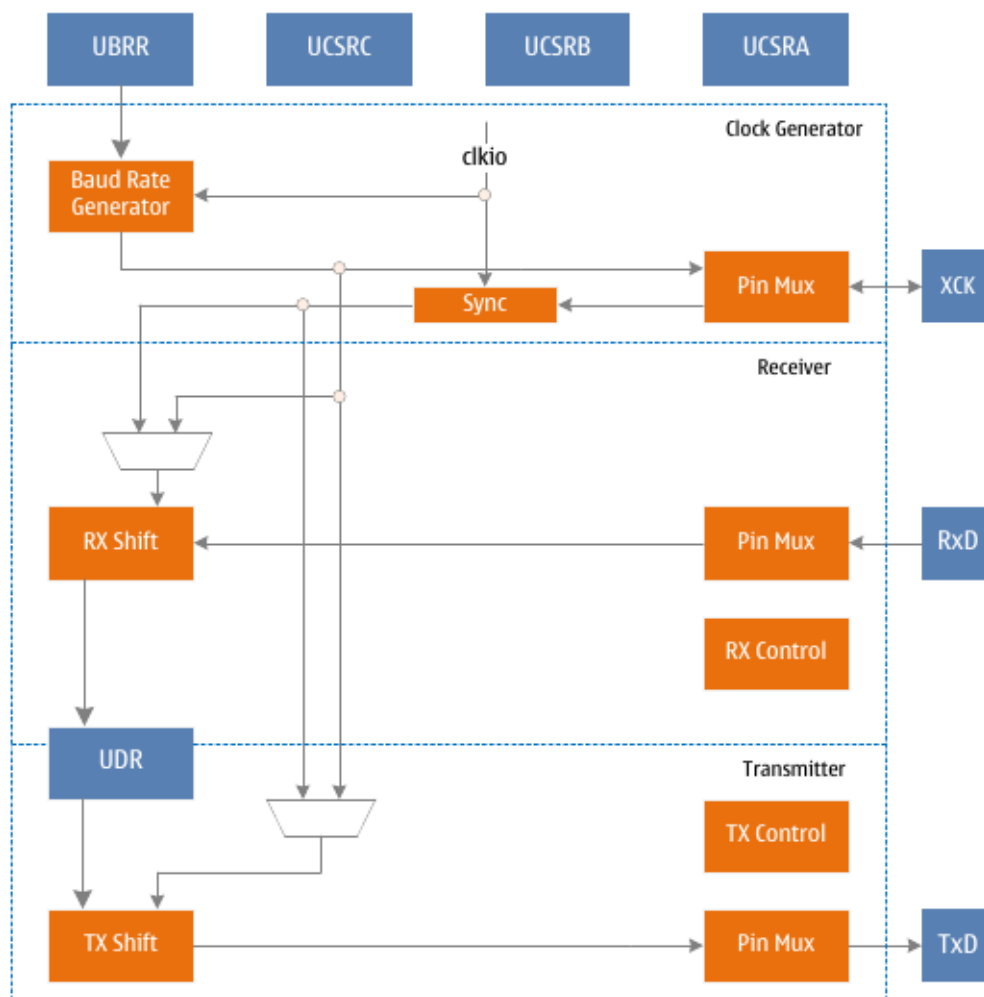 UBRR
UCSRC
UCSRB
UCSRA
Clock Generator
clkio
Baud Rate
Generator
Pin Mux
XCK
Sync
Receiver
RX Shift
Pin Mux
RxD
RX Control
UDR
Transmitter
TX Control
TX Shift
Pin Mux
TxD